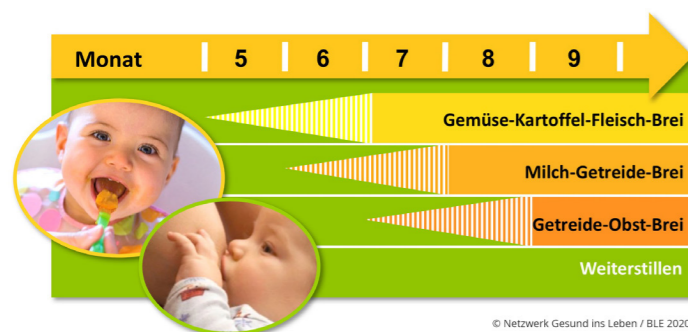 Monat 5 6 7 8 9
Gemüse-Kartoffel-Fleisch-Brei
Milch-Getreide-Brei
Getreide-Obst-Brei
Weiterstillen
© Netzwerk Gesund ins Leben / BLE 2020